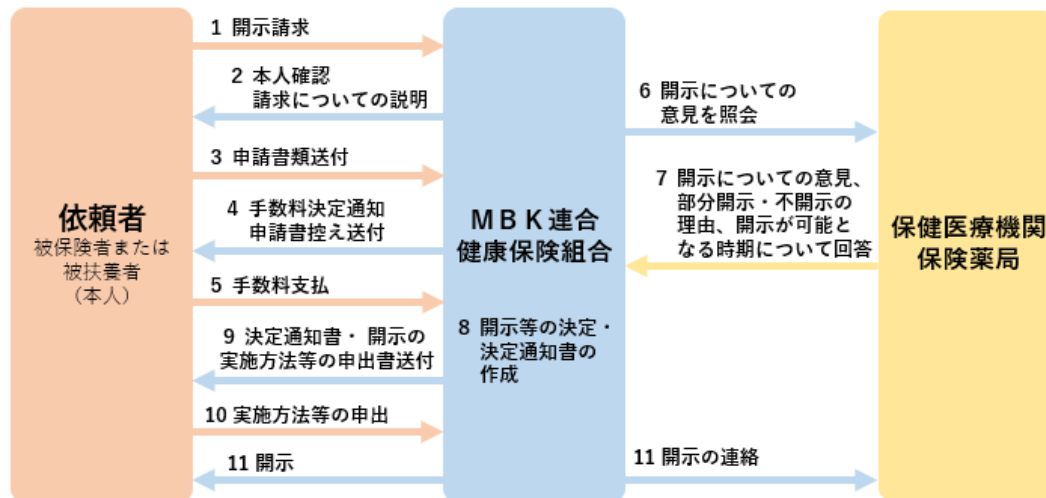 1 開示請求
2 本人確認
請求についての説明
3 申請書類送付
4 手数料決定通知
申請書控え送付
5 手数料支払
9 決定通知書・ 開示の
実施方法等の申出書送付
10 実施方法等の申出
11 開示
依頼者
被保険者または
被扶養者
（本人）
ＭＢＫ連合
健康保険組合
8 開示等の決定・
決定通知書の
作成
6 開示についての
意見を照会
7 開示についての意見、
部分開示・不開示の
理由、開示が可能と
なる時期について回答
11 開示の連絡
保健医療機関
保険薬局